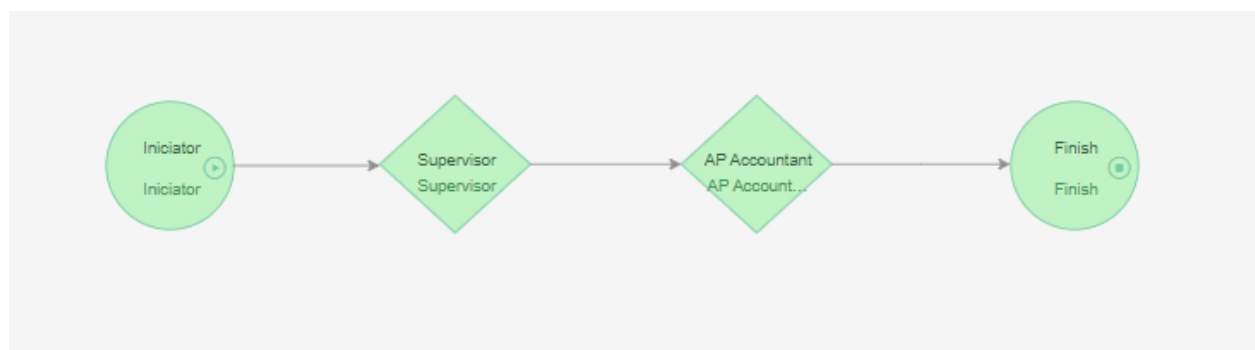 Iniciator
Iniciator
Supervisor
Supervisor
AP Accountant
AP Account...
Finish
Finish